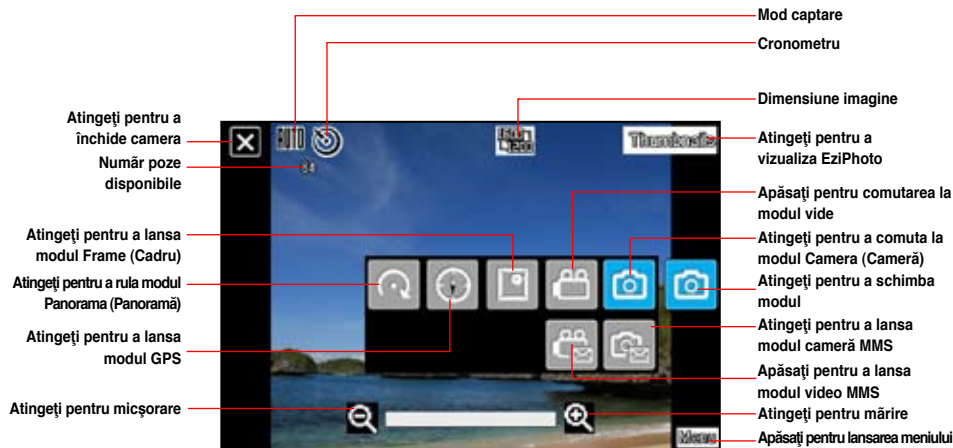 Mod captare
Cronometru
Dimensiune imagine
Atingeţi pentru a
închide camera
Număr poze
disponibile
AUTO
Thumbnails
Atingeţi pentru a
vizualiza EziPhoto
Apăsaţi pentru comutarea la
modul vide
Atingeţi pentru a lansa
modul Frame (Cadru)
Atingeţi pentru a comuta la
modul Camera (Cameră)
Atingeţi pentru a rula modul
Panorama (Panoramă)
Atingeţi pentru a schimba
modul
Atingeţi pentru a lansa
modul GPS
Atingeţi pentru a lansa
modul cameră MMS
Apăsaţi pentru a lansa
modul video MMS
Atingeţi pentru micşorare
Atingeţi pentru mărire
Menu
Apăsaţi pentru lansarea meniului